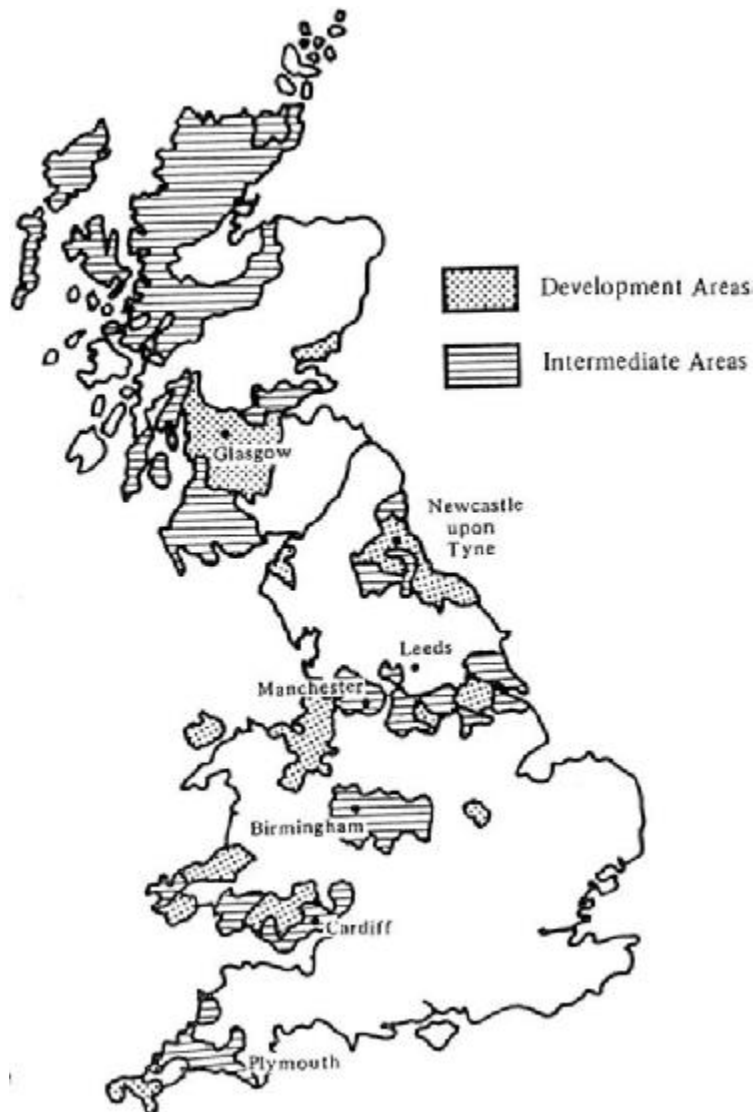 Development Areas
Intermediate Areas
Glasgow
Newcastle
upon
Tyne
Leeds
Manchester
Birmingham
Cardiff
Plymouth